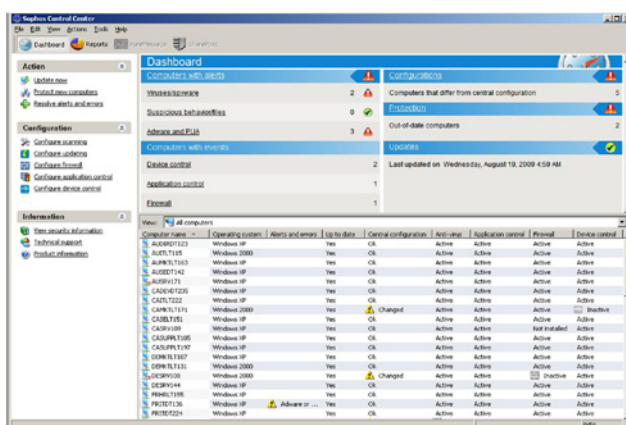 Sophos Control Center
File Edit View Actions Tools Help
Dashboard Reports PureMessage SharePoint
Action
Update now
Protect new computers
Resolve alerts and errors
Configuration
Configure scanning
Configure updating
Configure firewall
Configure application control
Configure device control
Information
View security information
Technical support
Product information
Dashboard
Computers with alerts
Viruses/spyware 2
Suspicious behavior/files 0
Adware and PUA 3
Computers with events
Device control 2
Application control 1
Firewall 1
Configurations
Computers that differ from central configuration 5
Protection
Out-of-date computers 2
Updates
Last updated on Wednesday, August 19, 2009 4:59 AM
View: All computers
Computer name Operating system Alerts and errors Up to date Central configuration Anti-virus Application control Firewall Device control
Windows XP Yes Ok Active Active Active Active
AUETLT115 Windows 2000 Yes Ok Active Active Active Active
AUMKTLT163 Windows XP Yes Ok Active Active Active Active
AUSEDT142 Windows XP Yes Ok Active Active Active Active
AUSRV171 Windows XP Yes Ok Active Active Active Active
CADEVDT235 Windows XP Yes Ok Active Active Active Active
CAITLT222 Windows XP Yes Ok Active Active Active Active
CAMKTLT171 Windows 2000 Yes Changed Active Active Active Inactive
CASELT151 Windows XP Yes Ok Active Active Active Active
CASRV109 Windows XP Yes Ok Active Active Not installed Active
CASUPPLT105 Windows XP Yes Ok Active Active Active Active
CASUPPLT197 Windows XP Yes Ok Active Active Active Active
DEMKTLT107 Windows XP Yes Ok Active Active Active Active
DEMKTLT131 Windows 2000 Yes Ok Active Active Active Active
DESRV108 Windows 2000 Yes Changed Active Active Inactive Active
DESRV144 Windows XP Yes Ok Active Active Active Active
Windows XP Yes Ok Active Active Active Active
FRITDT136 Windows XP Adware or ... Yes Ok Active Active Active Active
FRITDT224 Windows XP Yes Ok Active Active Active Active